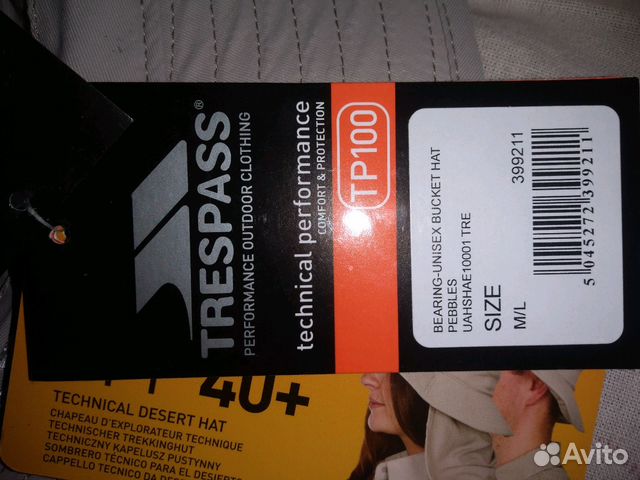 TRESPASS®
PERFORMANCE OUTDOOR CLOTHING
technical performance
COMFORT & PROTECTION
TP100
BEARING-UNISEX BUCKET HAT
PEBBLES
UAHSHAE10001 TRE
SIZE
M/L
399211
5 045272 399211
40+
TECHNICAL DESERT HAT
CHAPEAU D'EXPLORATEUR TECHNIQUE
TECHNISCHER TREKKINGHUT
TECHNICZNY KAPELUSZ PUSTYNNY
SOMBRERO TÉCNICO PARA EL DESIERTO
CAPPELLO TECNICO DA
Avito